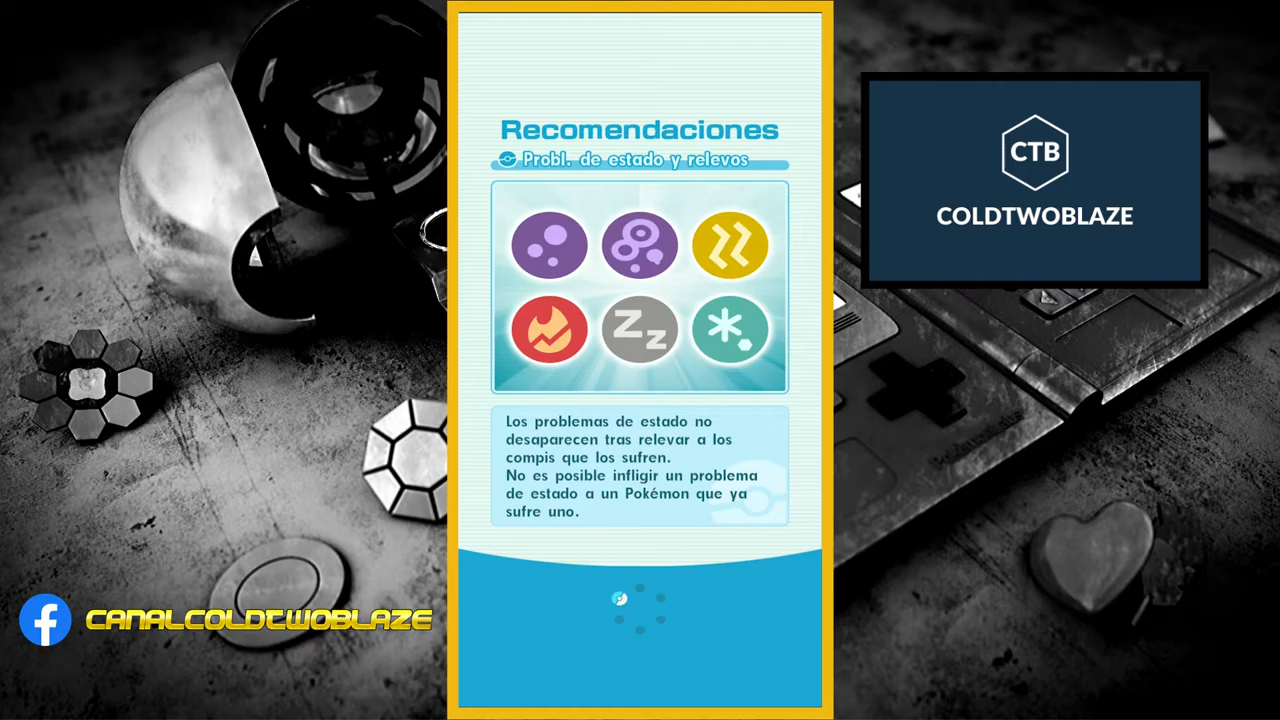 Recomendaciones
Probl. de estado y relevos
Zz
Los problemas de estado no
desaparecen tras relevar a los
compis que los sufren.
No es posible infligir un problema
de estado a un Pokémon que ya
sufre uno.
CTB
COLDTWOBLAZE
f
CANALCOLDTWOBLAZE